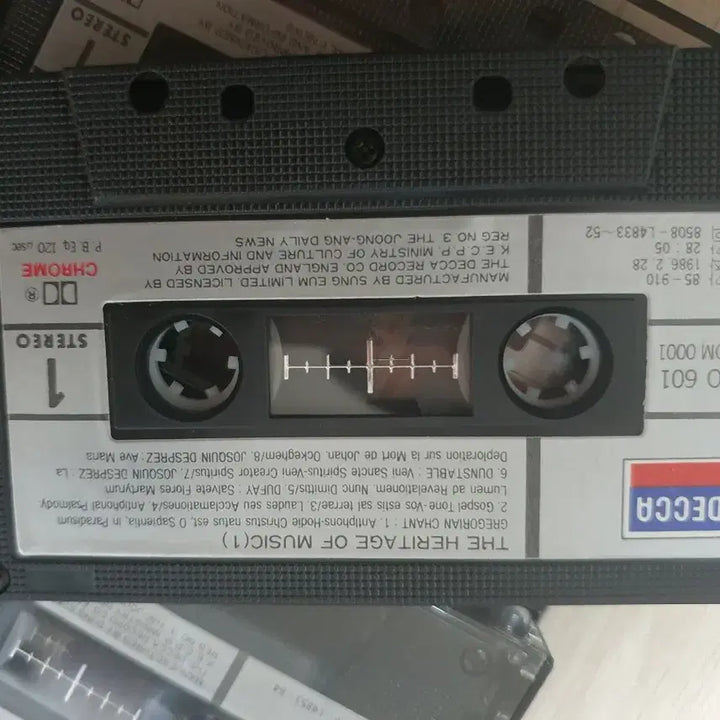 DECCA
THE HERITAGE OF MUSIC(1)
GREGORIAN CHANT : 1. Antiphons-Hodie Christus natus est, O Sapientia, in Paradisum
2. Gospel Tone-Vos estis sal terrae/3. Laudes seu Acclamationes/4. Antiphonal Psalmody:
Lumen ad Revelationem. Nunc Dimittis/5. DUFAY : Salvete Flores Martyrum
6. DUNSTABLE : Veni Sancte Spiritus-Veni Creator Spiritus/7. JOSQUIN DESPREZ : La
Deploration sur la Mort de Johan. Ockeghem/8. JOSQUIN DESPREZ : Ave Maria
O 601
OM 0001
1
STEREO
85-910
1986. 2. 28
28 : 05
8508-L4833~52
MANUFACTURED BY SUNG EUM LIMITED. LICENSED BY
THE DECCA RECORD CO. ENGLAND APPROVED BY
K.E.C.P.P. MINISTRY OF CULTURE AND INFORMATION
REG NO 3 THE JOONG-ANG DAILY NEWS
®
CHROME
P.B. Eq. 120 μsec
1
STEREO